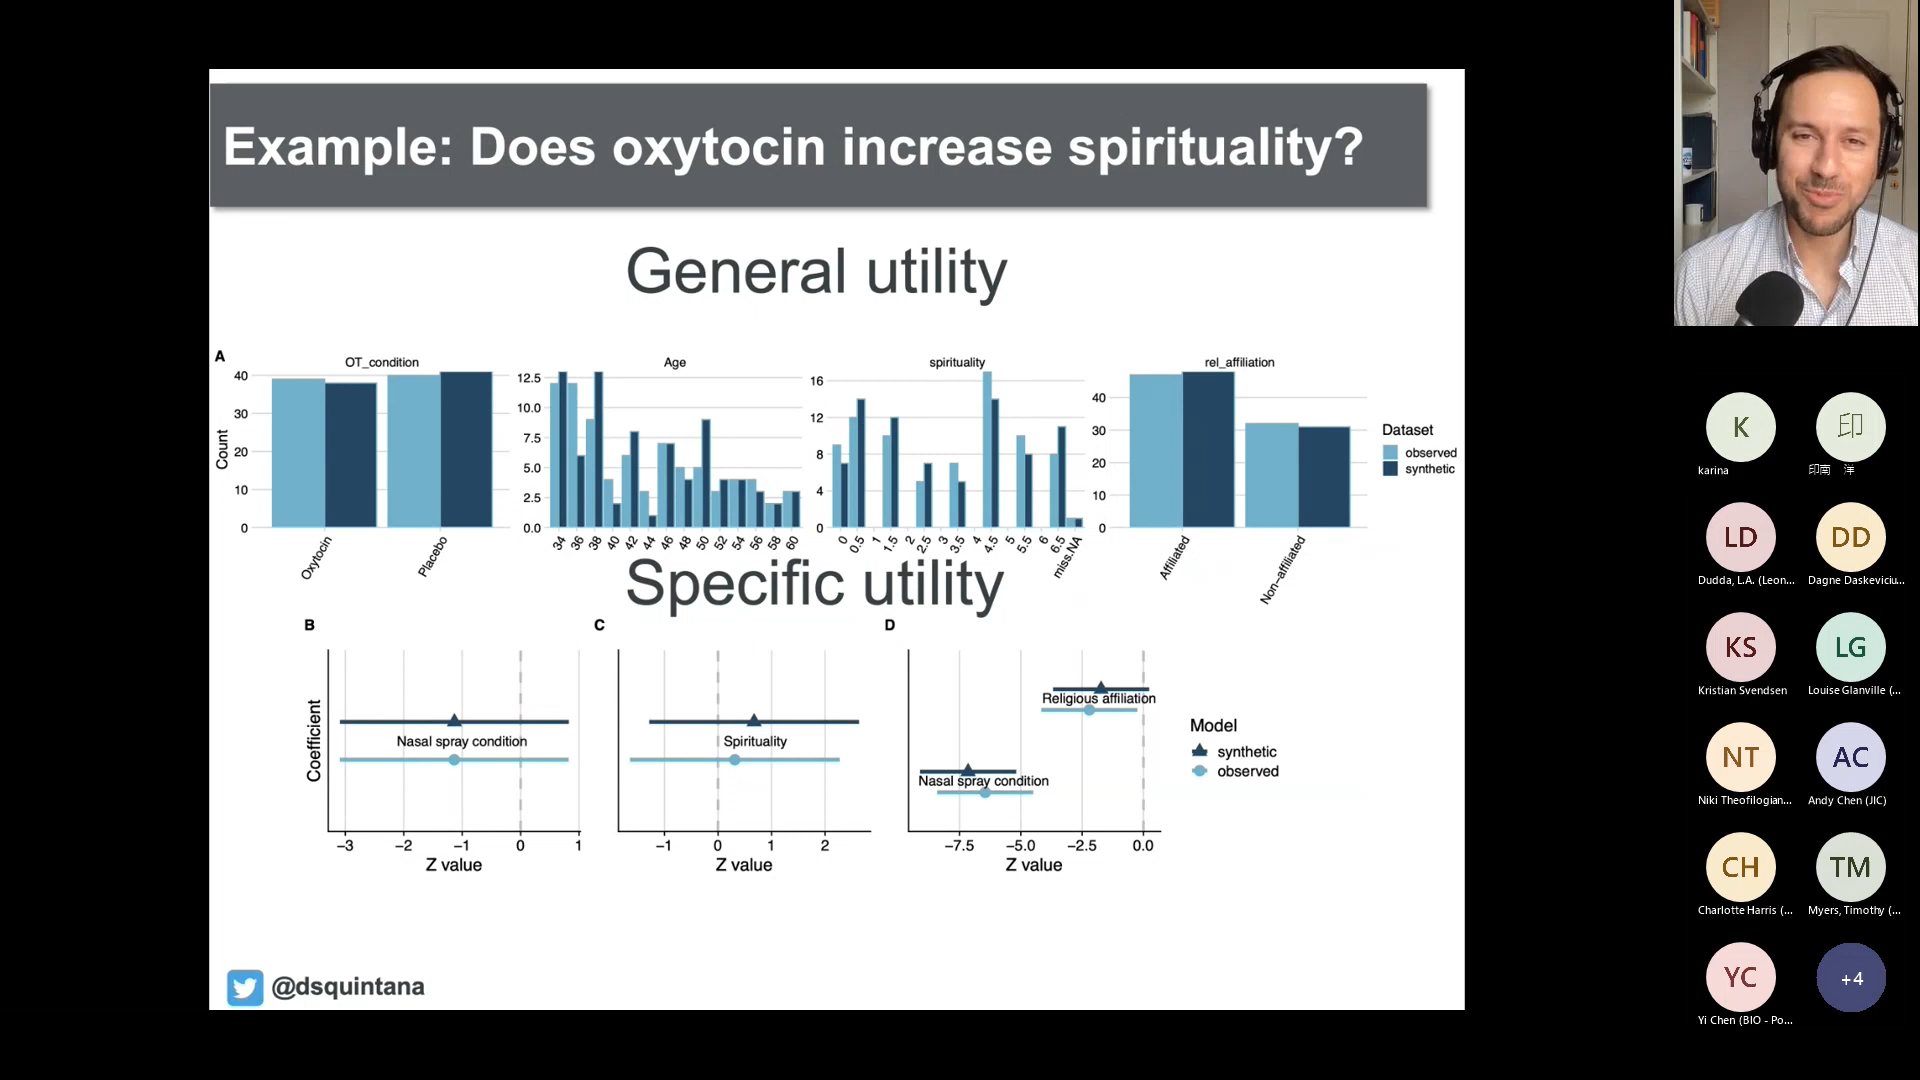 Example: Does oxytocin increase spirituality?
General utility
A
OT_condition
Age
spirituality
rel_affiliation
Count
40
30
20
10
0
12.5
10.0
7.5
5.0
2.5
0.0
16
12
8
4
0
40
30
20
10
0
Oxytocin
Placebo
34 36 38 40 42 44 46 48 50 52 54 56 58 60
0 0.5 1 1.5 2 2.5 3 3.5 4 4.5 5 5.5 6 6.5 miss.NA
Affiliated
Non-affiliated
Dataset
observed
synthetic
Specific utility
B
Coefficient
Nasal spray condition
−3 −2 −1 0 1
Z value
C
Spirituality
−1 0 1 2
Z value
D
Religious affiliation
Nasal spray condition
−7.5 −5.0 −2.5 0.0
Z value
Model
synthetic
observed
@dsquintana
K
karina
印
印南 洋
LD
Dudda, L.A. (Leon...
DD
Dagne Daskeviciu...
KS
Kristian Svendsen
LG
Louise Glanville (...
NT
Niki Theofilogian...
AC
Andy Chen (JIC)
CH
Charlotte Harris (...
TM
Myers, Timothy (...
YC
Yi Chen (BIO - Po...
+4